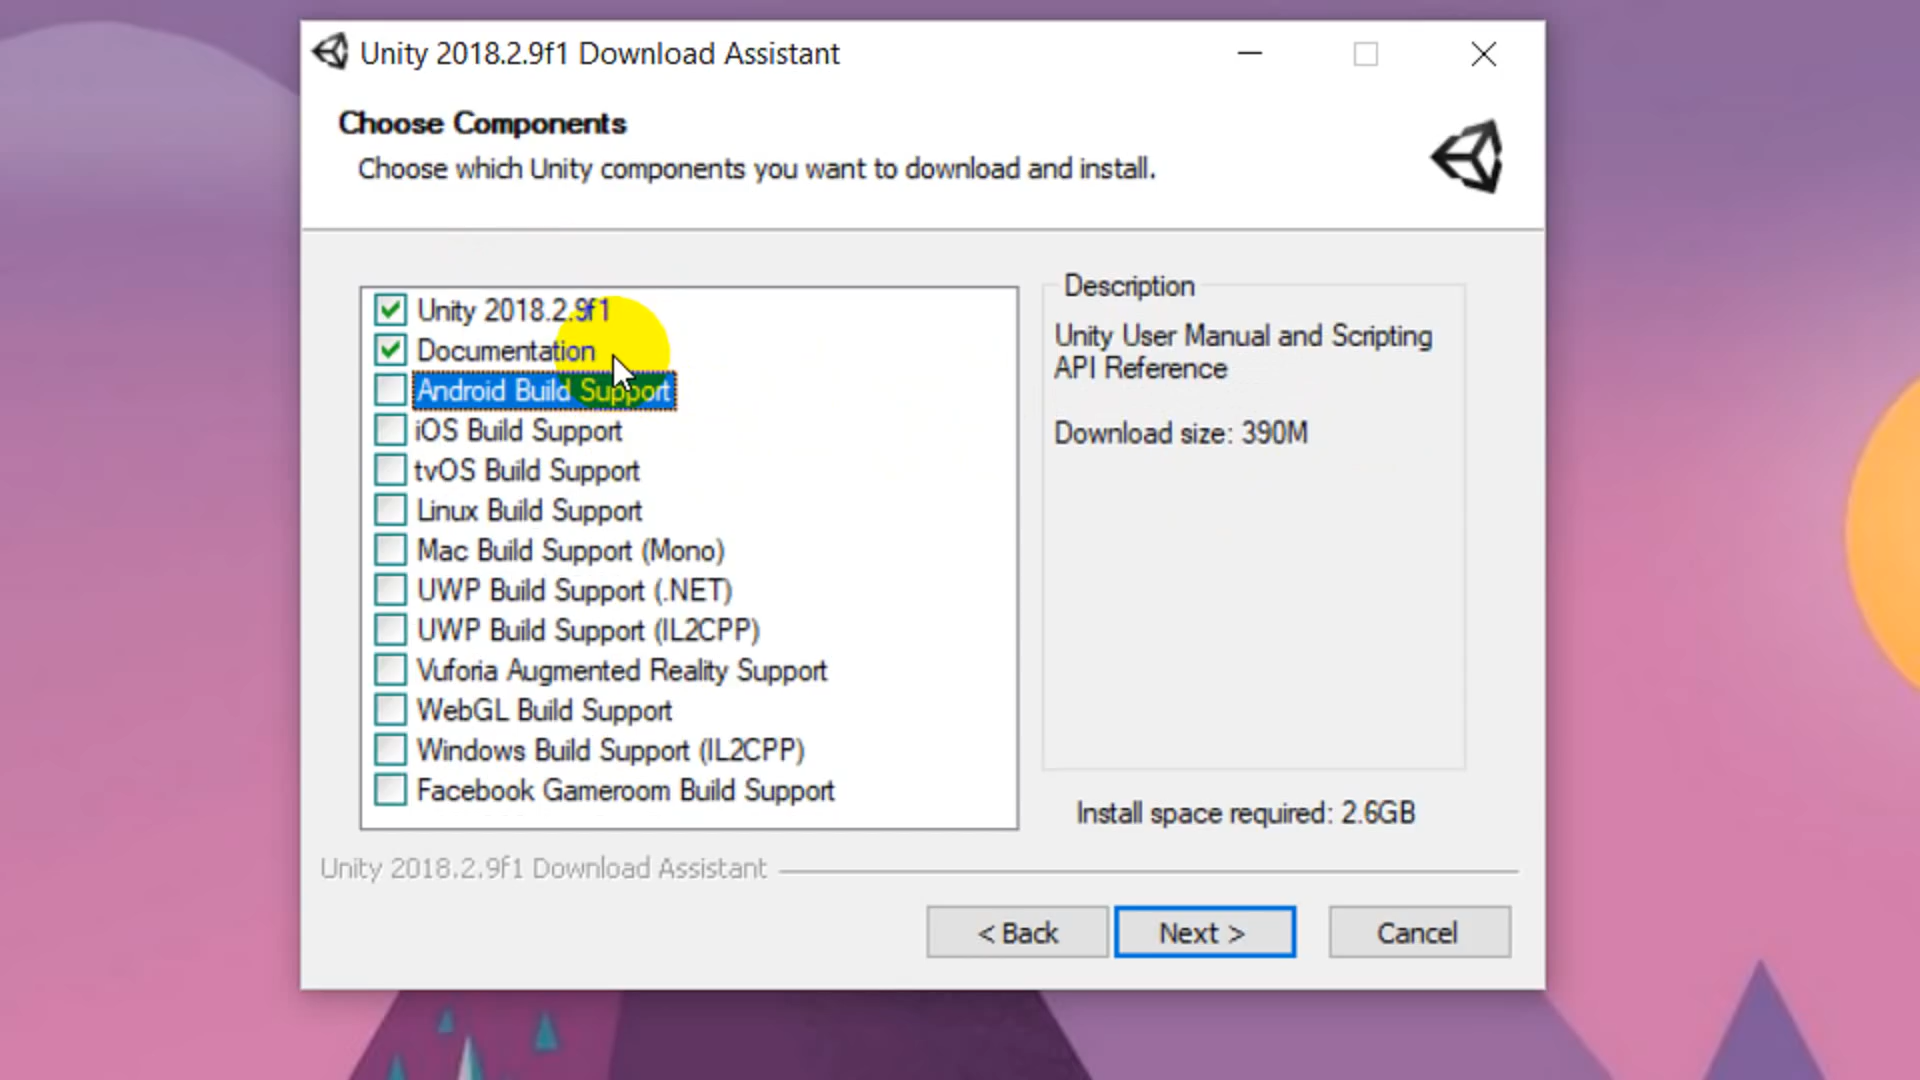 Unity 2018.2.9f1 Download Assistant
Choose Components
Choose which Unity components you want to download and install.
Unity 2018.2.9f1
Documentation
Android Build Support
iOS Build Support
tvOS Build Support
Linux Build Support
Mac Build Support (Mono)
UWP Build Support (.NET)
UWP Build Support (IL2CPP)
Vuforia Augmented Reality Support
WebGL Build Support
Windows Build Support (IL2CPP)
Facebook Gameroom Build Support
Description
Unity User Manual and Scripting
API Reference
Download size: 390M
Install space required: 2.6GB
Unity 2018.2.9f1 Download Assistant
< Back
Next >
Cancel